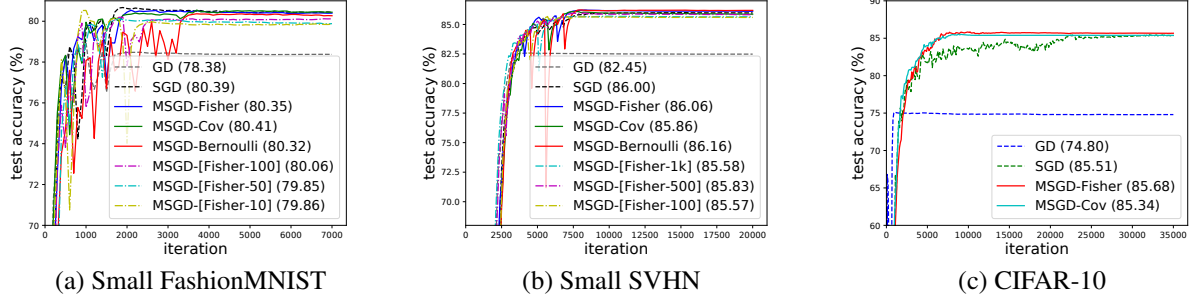 test accuracy (%)
82
80
78
76
74
72
70
0
1000
2000
3000
4000
5000
6000
7000
iteration
GD (78.38)
SGD (80.39)
MSGD-Fisher (80.35)
MSGD-Cov (80.41)
MSGD-Bernoulli (80.32)
MSGD-[Fisher-100] (80.06)
MSGD-[Fisher-50] (79.85)
MSGD-[Fisher-10] (79.86)
(a) Small FashionMNIST
test accuracy (%)
85.0
82.5
80.0
77.5
75.0
72.5
70.0
0
2500
5000
7500
10000
12500
15000
17500
20000
iteration
GD (82.45)
SGD (86.00)
MSGD-Fisher (86.06)
MSGD-Cov (85.86)
MSGD-Bernoulli (86.16)
MSGD-[Fisher-1k] (85.58)
MSGD-[Fisher-500] (85.83)
MSGD-[Fisher-100] (85.57)
(b) Small SVHN
test accuracy (%)
90
85
80
75
70
65
60
0
5000
10000
15000
20000
25000
30000
35000
iteration
GD (74.80)
SGD (85.51)
MSGD-Fisher (85.68)
MSGD-Cov (85.34)
(c) CIFAR-10